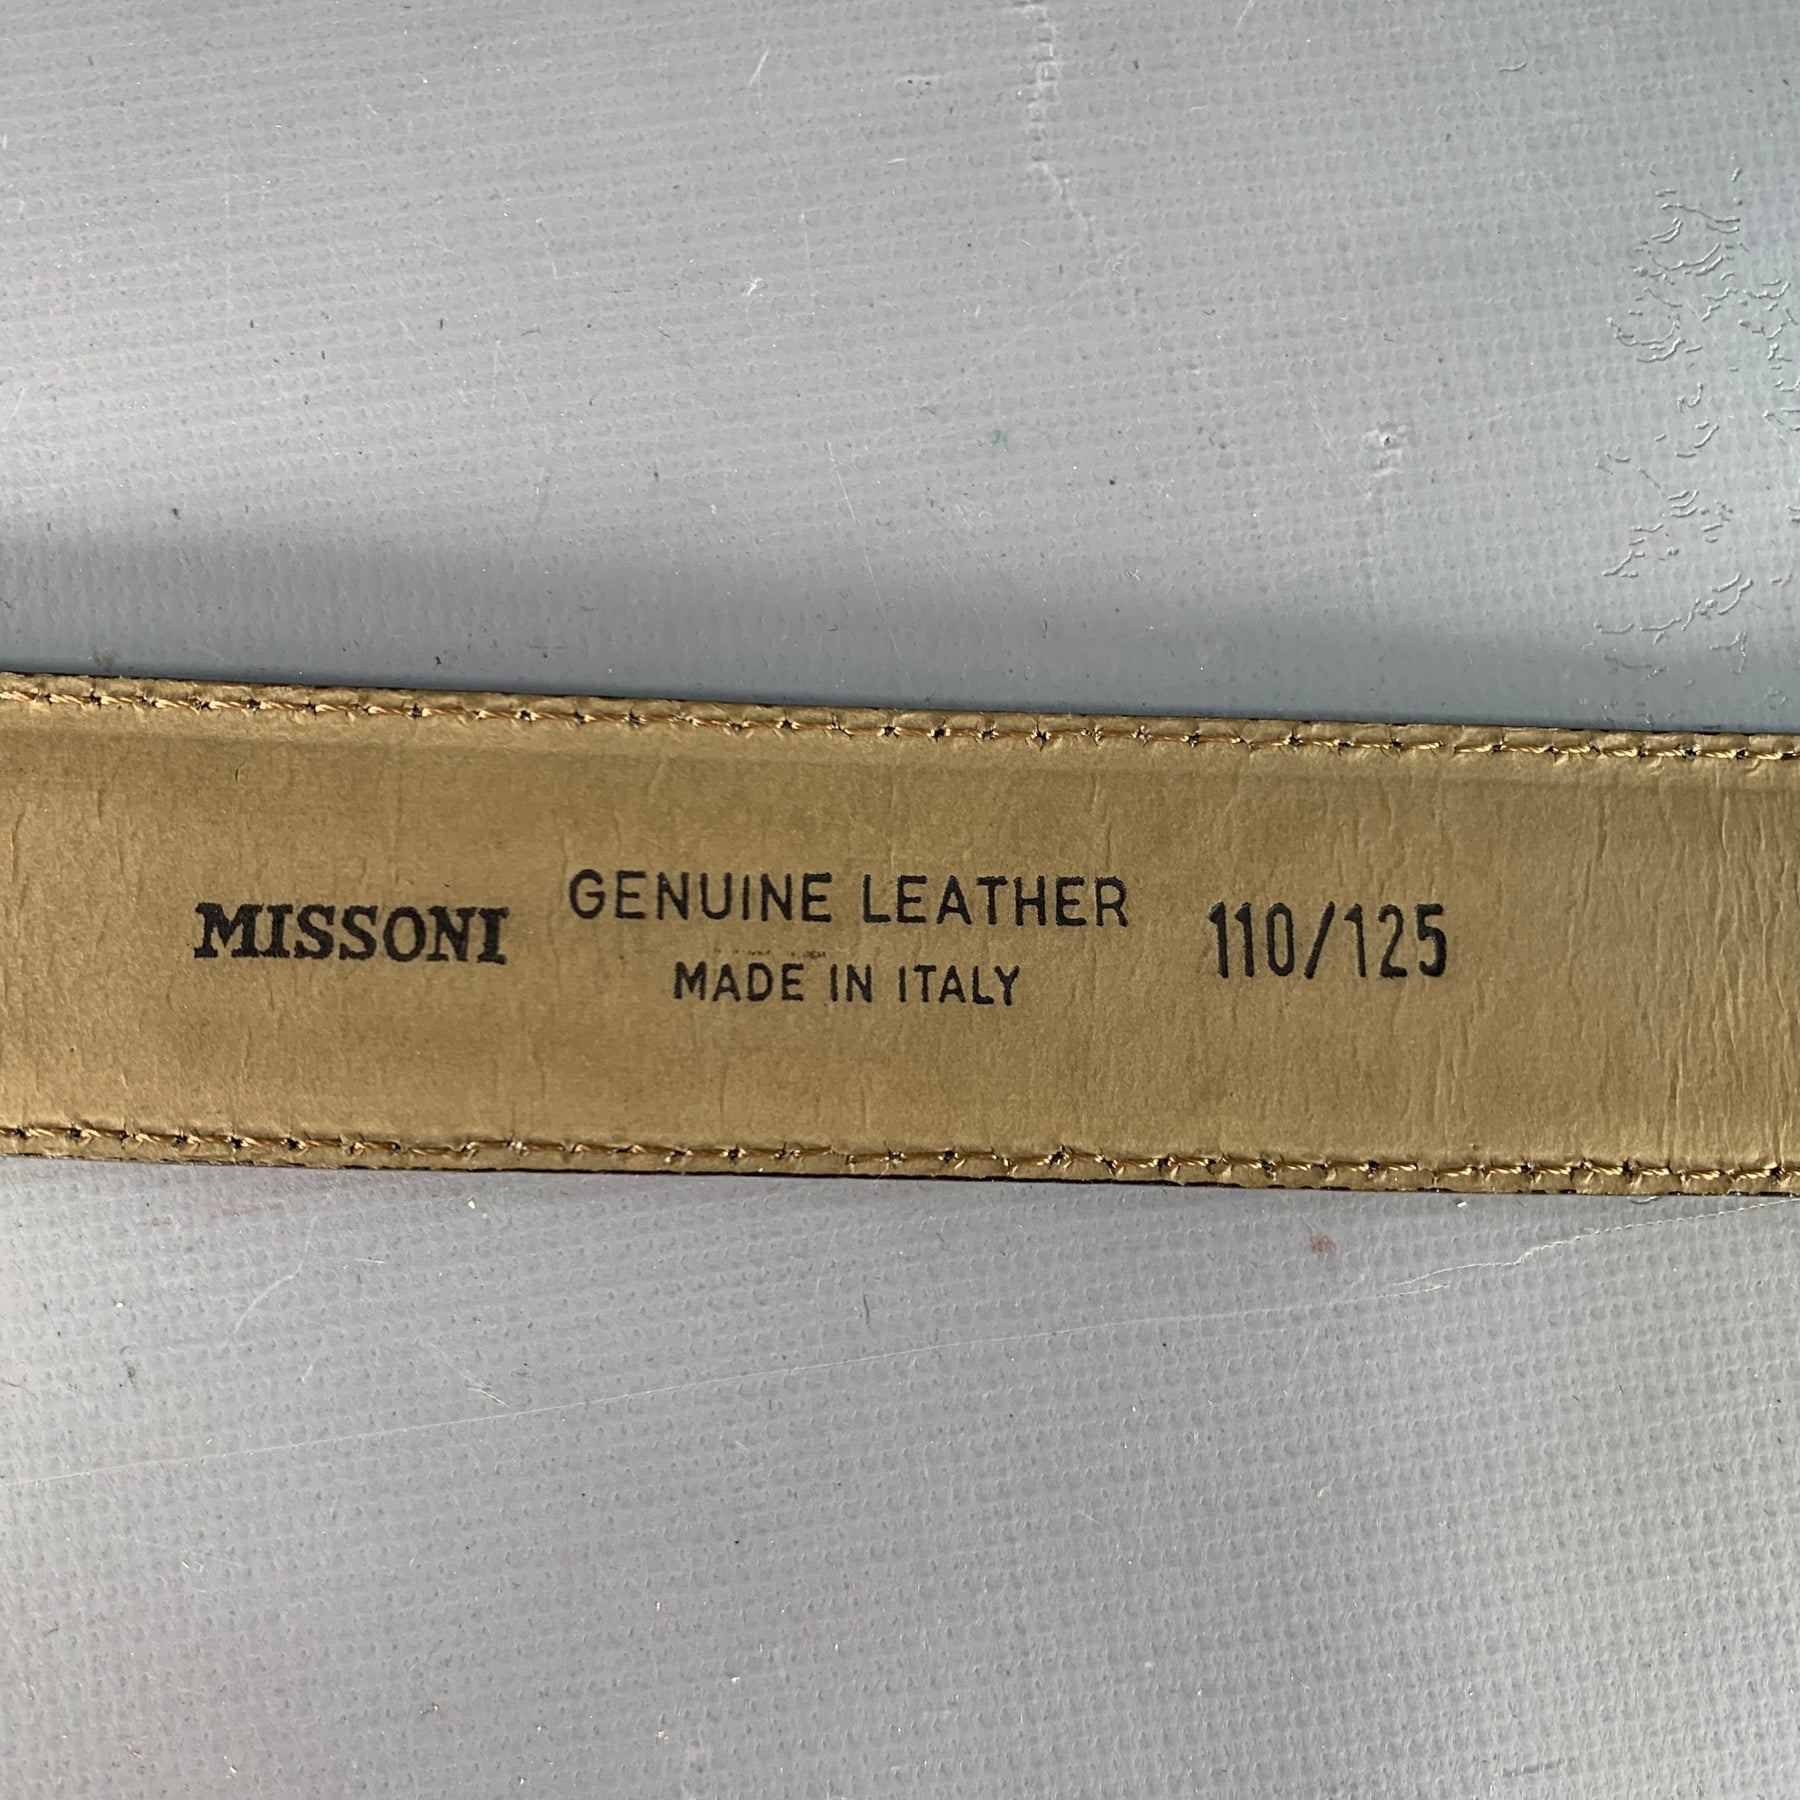 MISSONI
GENUINE LEATHER
MADE IN ITALY
110/125